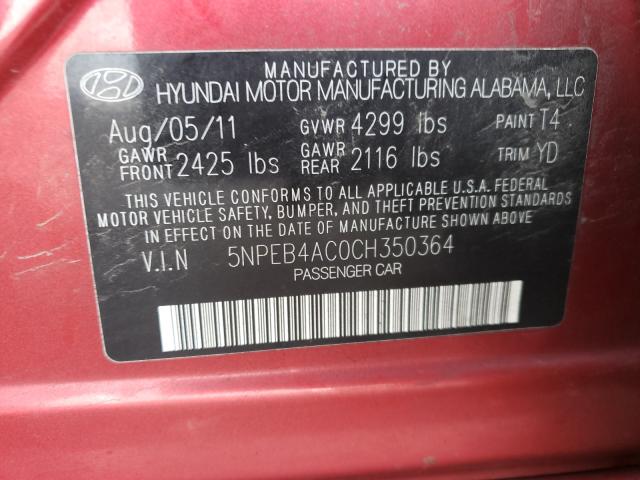 MANUFACTURED BY
HYUNDAI MOTOR MANUFACTURING ALABAMA, LLC
Aug/05/11 GVWR 4299 lbs PAINT T4
GAWR FRONT 2425 lbs GAWR REAR 2116 lbs TRIM YD
THIS VEHICLE CONFORMS TO ALL APPLICABLE U.S.A. FEDERAL
MOTOR VEHICLE SAFETY, BUMPER, AND THEFT PREVENTION STANDARDS
IN EFFECT ON THE DATE OF MANUFACTURE SHOWN ABOVE
V.I.N 5NPEB4AC0CH350364
PASSENGER CAR